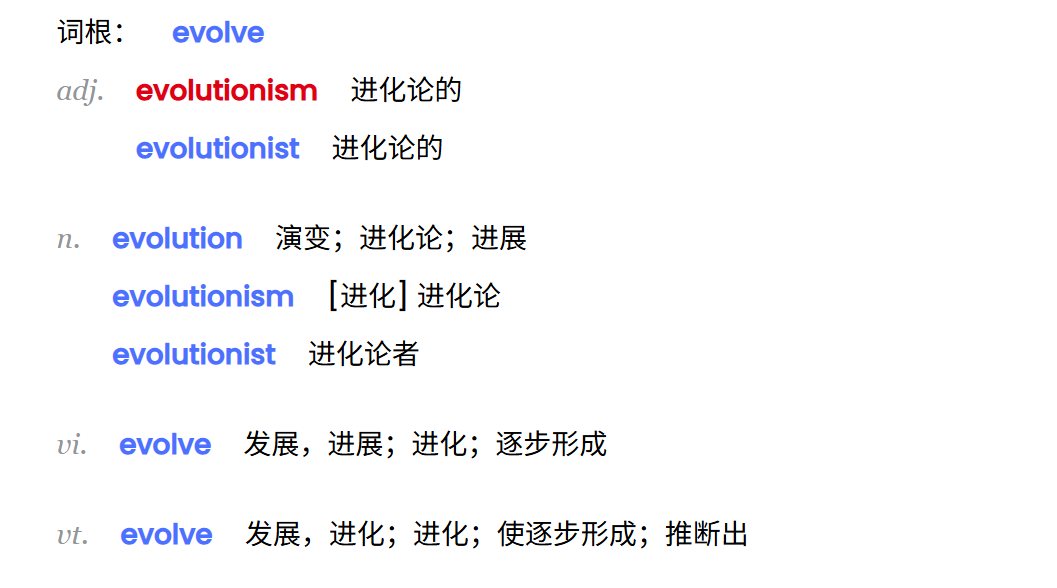 词根： evolve
adj. evolutionism 进化论的
evolutionist 进化论的
n. evolution 演变；进化论；进展
evolutionism [进化] 进化论
evolutionist 进化论者
vi. evolve 发展，进展；进化；逐步形成
vt. evolve 发展，进化；进化；使逐步形成；推断出